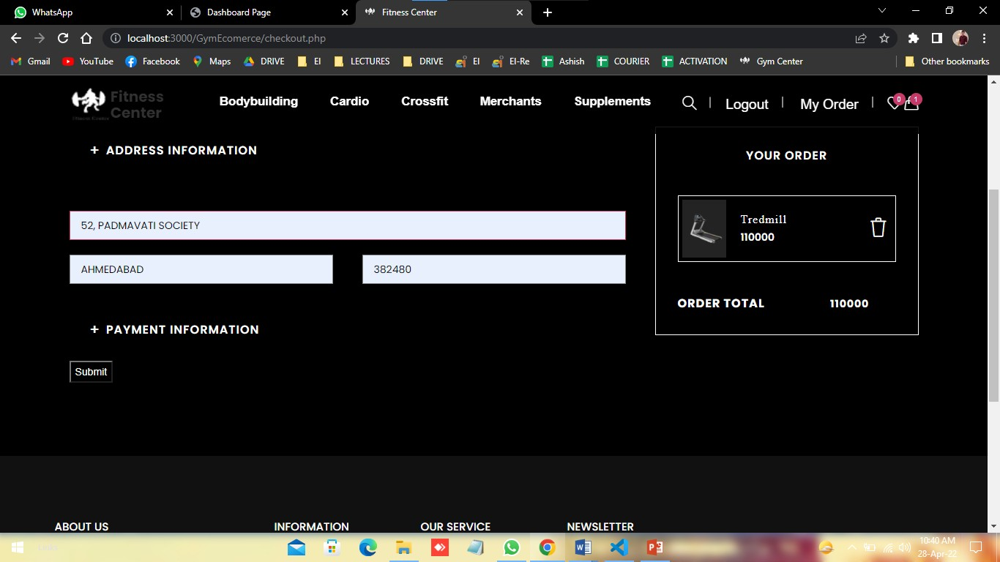 WhatsApp
Dashboard Page
Fitness Center
localhost:3000/GymEcomerce/checkout.php
Gmail YouTube Facebook Maps DRIVE EI LECTURES DRIVE EI EI-Re Ashish COURIER ACTIVATION Gym Center Other bookmarks
Fitness
Center
Bodybuilding Cardio Crossfit Merchants Supplements | Logout | My Order | 0 1
+ ADDRESS INFORMATION
52, PADMAVATI SOCIETY
AHMEDABAD 382480
+ PAYMENT INFORMATION
Submit
YOUR ORDER
Tredmill
110000
ORDER TOTAL 110000
ABOUT US INFORMATION OUR SERVICE NEWSLETTER
10:40 AM
28-Apr-22